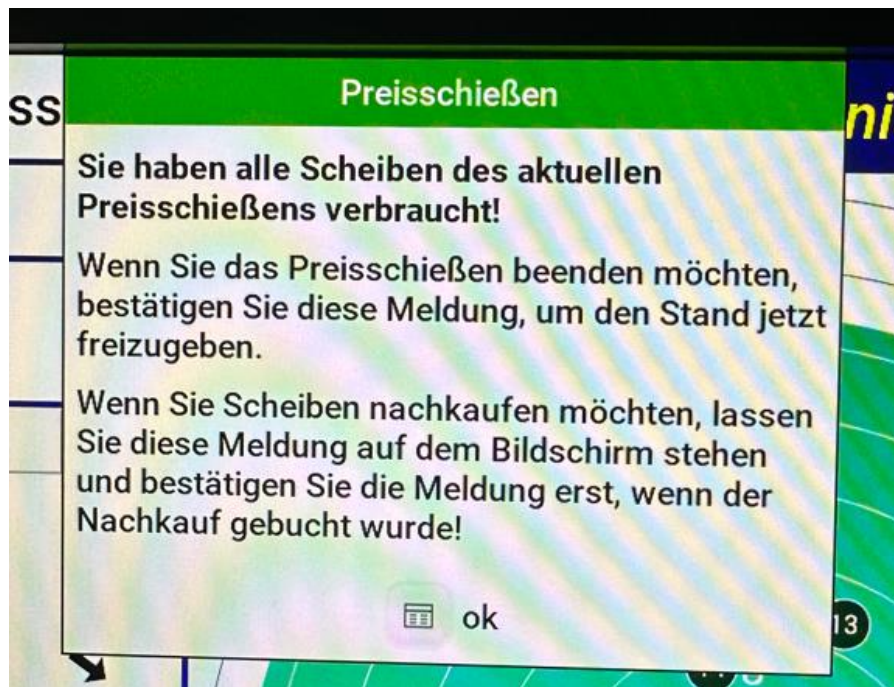 Preisschießen
ss
ni
Sie haben alle Scheiben des aktuellen
Preisschießens verbraucht!
Wenn Sie das Preisschießen beenden möchten,
bestätigen Sie diese Meldung, um den Stand jetzt
freizugeben.
Wenn Sie Scheiben nachkaufen möchten, lassen
Sie diese Meldung auf dem Bildschirm stehen
und bestätigen Sie die Meldung erst, wenn der
Nachkauf gebucht wurde!
ok
13